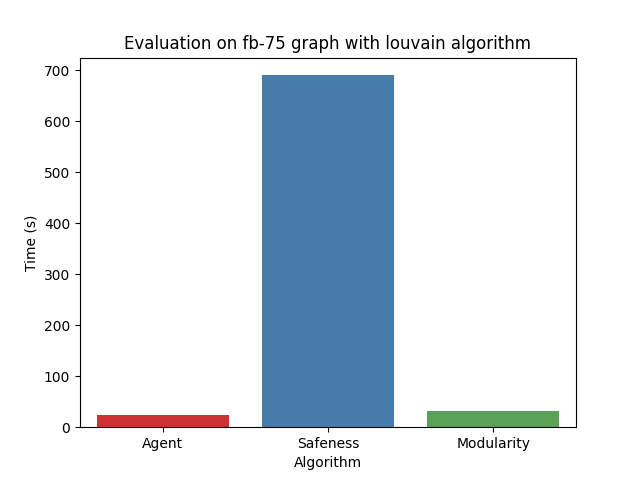 Evaluation on fb-75 graph with louvain algorithm
700
600
500
400
300
200
100
0
Time (s)
Agent
Safeness
Modularity
Algorithm